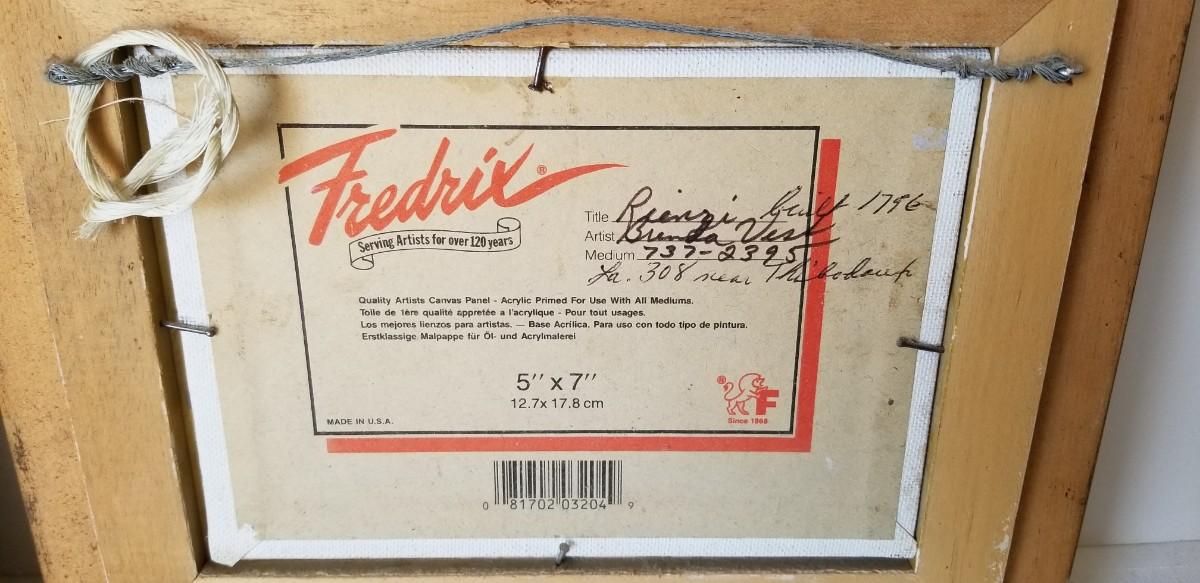 Fredrix®
Serving Artists for over 120 years
Title Rienzi built 1796
Artist Brenda Vest
Medium 737-2395
La. 308 near Thibodaux
Quality Artists Canvas Panel - Acrylic Primed For Use With All Mediums.
Toile de 1ère qualité appretée a l'acrylique - Pour tout usages.
Los mejores lienzos para artistas. — Base Acrílica. Para uso con todo tipo de pintura.
Erstklassige Malpappe für Öl- und Acrylmalerei
5" x 7"
12.7x 17.8 cm
® F
Since 1868
MADE IN U.S.A.
0 81702 03204 9